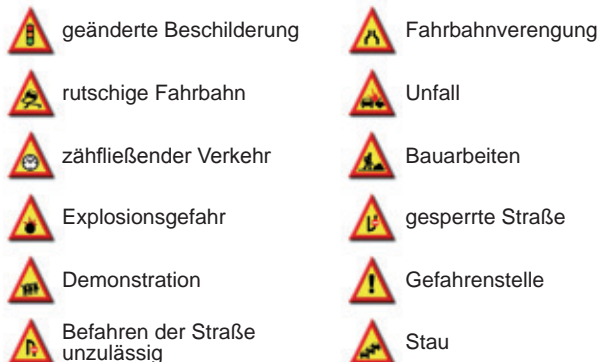 geänderte Beschilderung
rutschige Fahrbahn
zähfließender Verkehr
Explosionsgefahr
Demonstration
Befahren der Straße
unzulässig
Fahrbahnverengung
Unfall
Bauarbeiten
gesperrte Straße
Gefahrenstelle
Stau